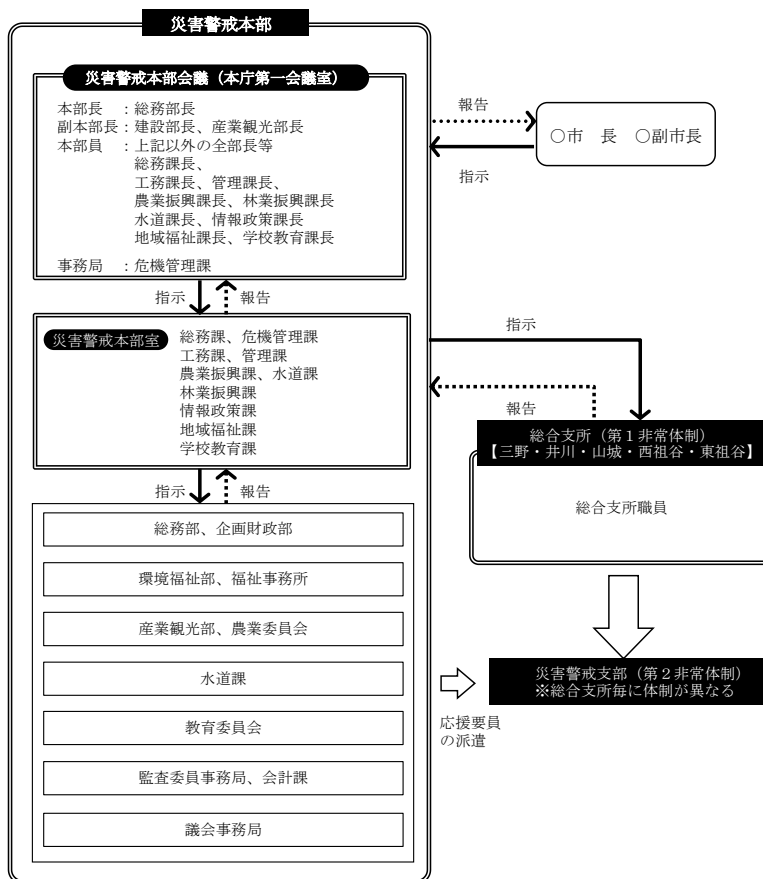 災害警戒本部
災害警戒本部会議（本庁第一会議室）
本部長　：総務部長
副本部長：建設部長、産業観光部長
本部員　：上記以外の全部長等
総務課長、
工務課長、管理課長、
農業振興課長、林業振興課長
水道課長、情報政策課長
地域福祉課長、学校教育課長
事務局　：危機管理課
報告
○市　長　○副市長
指示
指示　報告
災害警戒本部室
総務課、危機管理課
工務課、管理課
農業振興課、水道課
林業振興課
情報政策課
地域福祉課
学校教育課
指示
報告
総合支所（第１非常体制）
【三野・井川・山城・西祖谷・東祖谷】
総合支所職員
指示　報告
総務部、企画財政部
環境福祉部、福祉事務所
産業観光部、農業委員会
水道課
教育委員会
監査委員事務局、会計課
議会事務局
応援要員
の派遣
災害警戒支部（第２非常体制）
※総合支所毎に体制が異なる